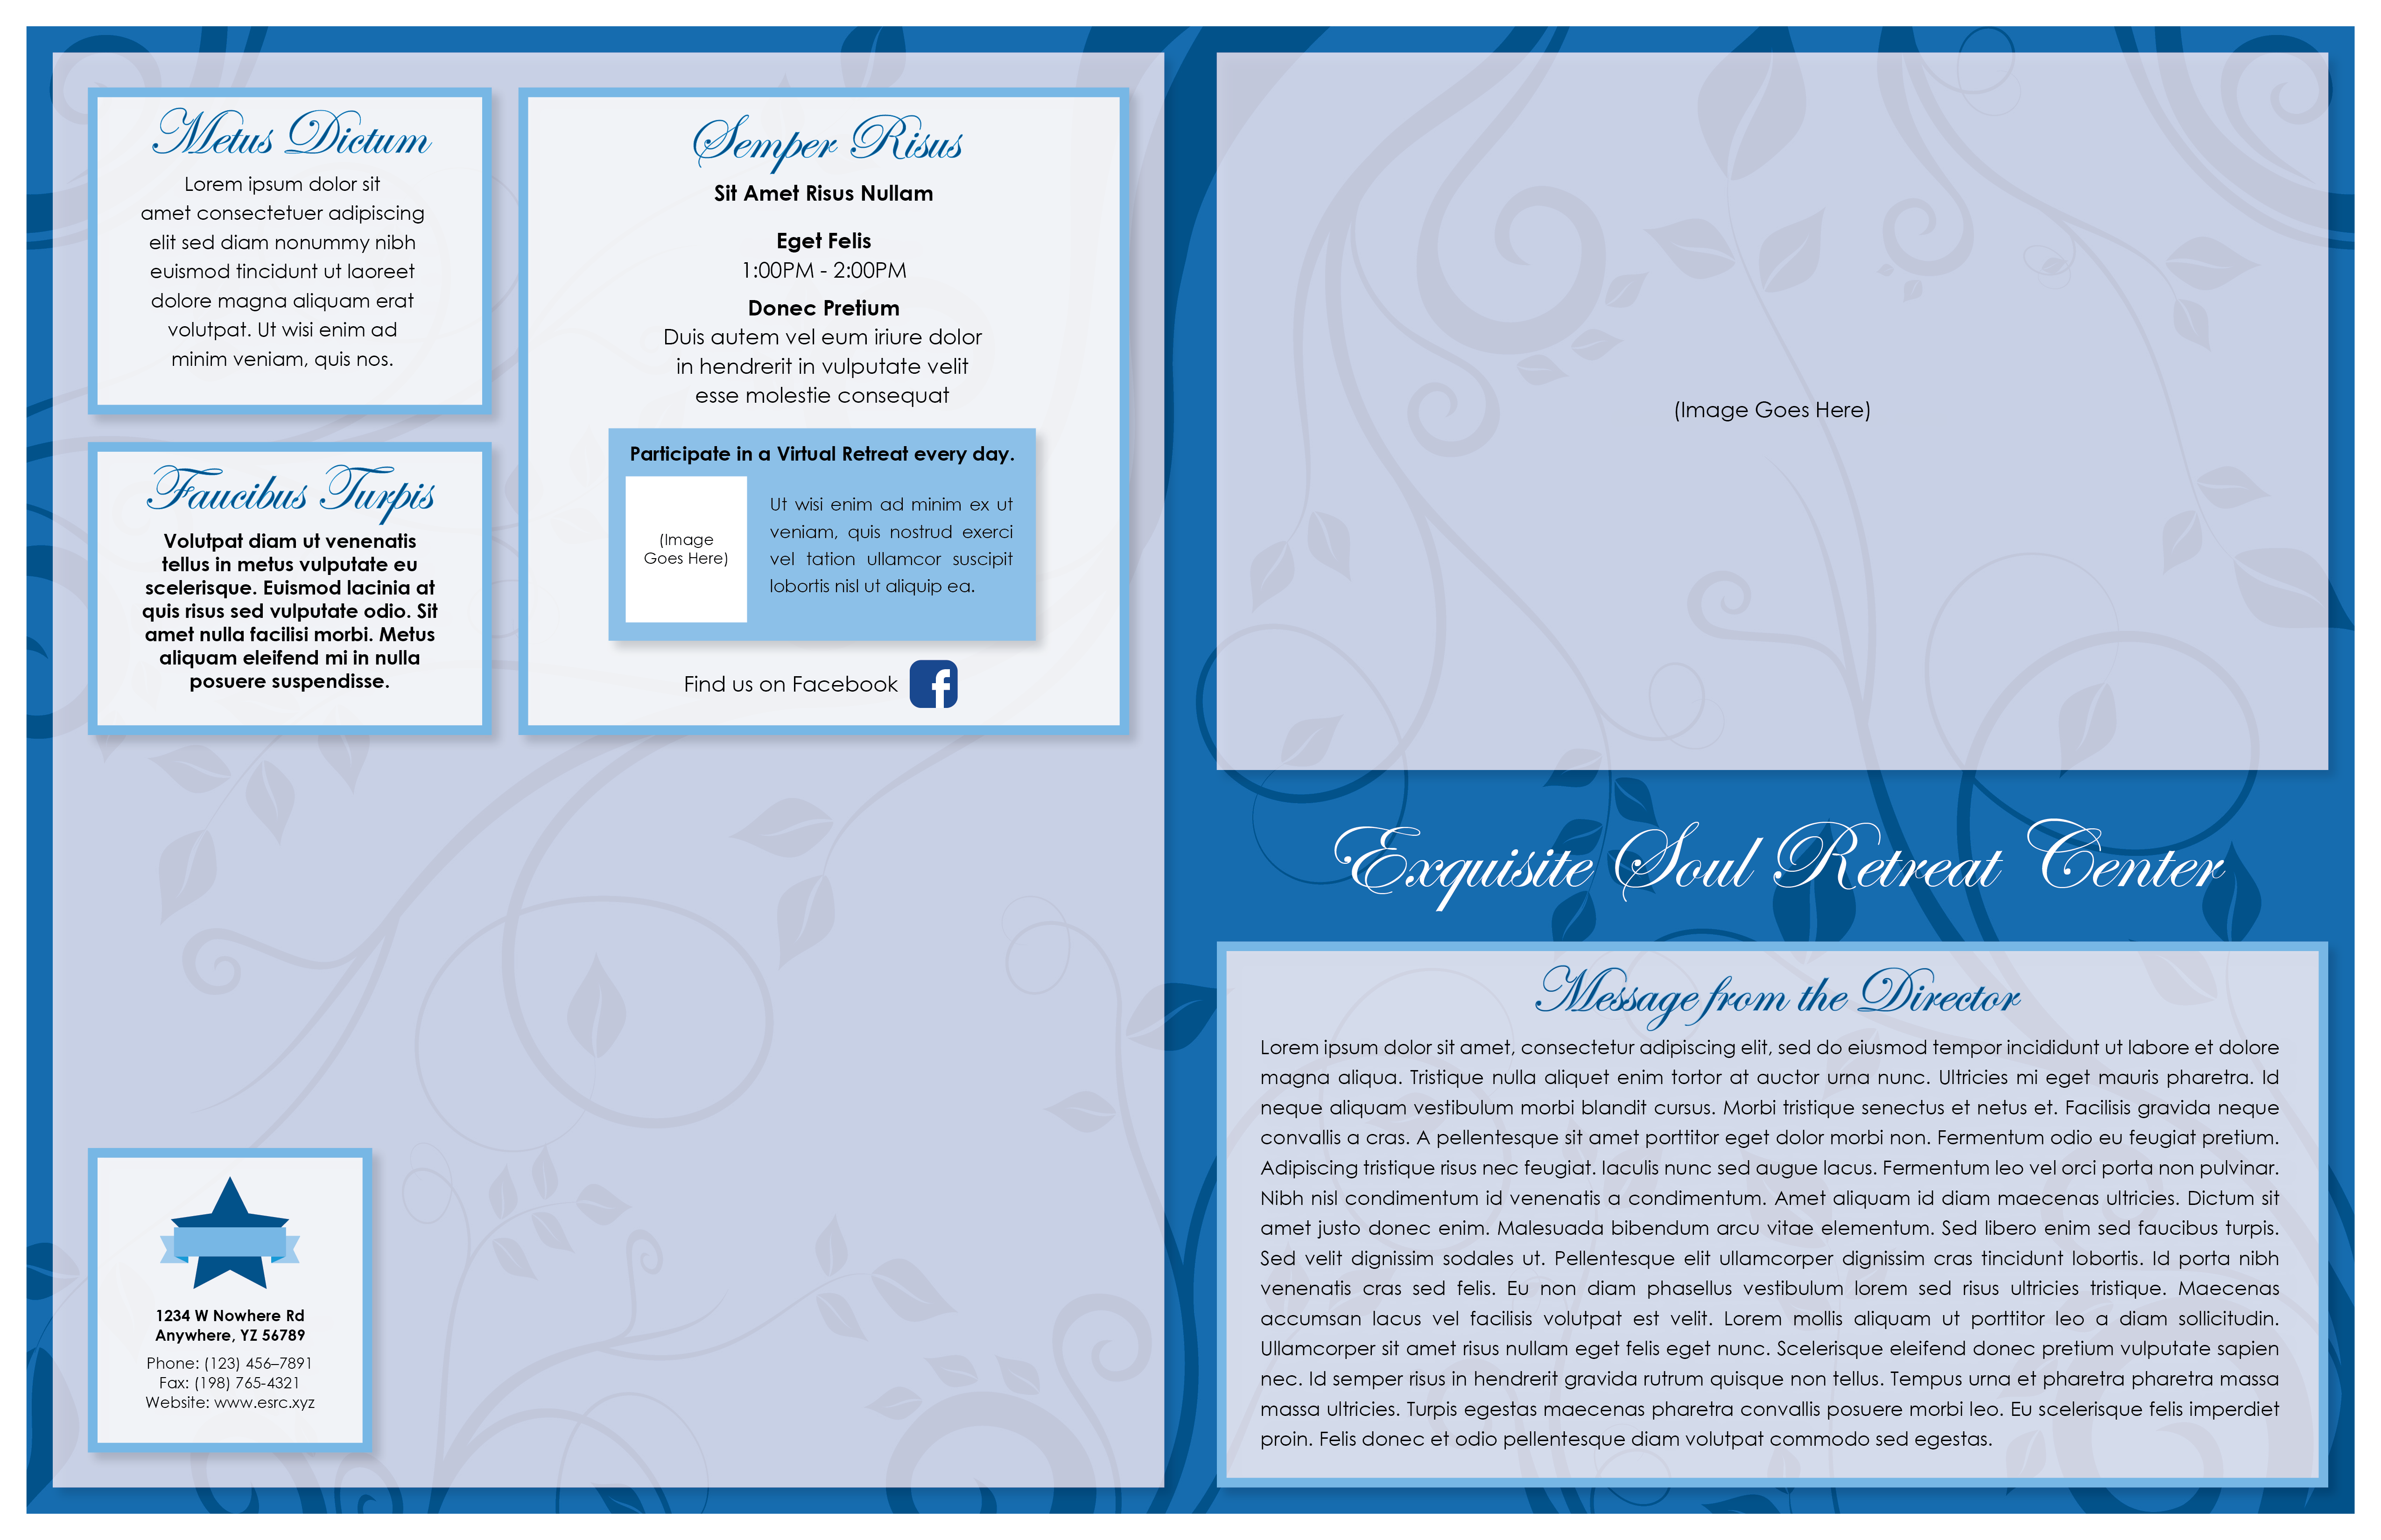 Metus Dictum
Lorem ipsum dolor sit
amet consectetuer adipiscing
elit sed diam nonummy nibh
euismod tincidunt ut laoreet
dolore magna aliquam erat
volutpat. Ut wisi enim ad
minim veniam, quis nos.
Faucibus Turpis
Volutpat diam ut venenatis
tellus in metus vulputate eu
scelerisque. Euismod lacinia at
quis risus sed vulputate odio. Sit
amet nulla facilisi morbi. Metus
aliquam eleifend mi in nulla
posuere suspendisse.
Semper Risus
Sit Amet Risus Nullam
Eget Felis
1:00PM - 2:00PM
Donec Pretium
Duis autem vel eum iriure dolor
in hendrerit in vulputate velit
esse molestie consequat
Participate in a Virtual Retreat every day.
(Image
Goes Here)
Ut wisi enim ad minim ex ut
veniam, quis nostrud exerci
vel tation ullamcor suscipit
lobortis nisl ut aliquip ea.
Find us on Facebook
1234 W Nowhere Rd
Anywhere, YZ 56789
Phone: (123) 456–7891
Fax: (198) 765-4321
Website: www.esrc.xyz
(Image Goes Here)
Exquisite Soul Retreat Center
Message from the Director
Lorem ipsum dolor sit amet, consectetur adipiscing elit, sed do eiusmod tempor incididunt ut labore et dolore
magna aliqua. Tristique nulla aliquet enim tortor at auctor urna nunc. Ultricies mi eget mauris pharetra. Id
neque aliquam vestibulum morbi blandit cursus. Morbi tristique senectus et netus et. Facilisis gravida neque
convallis a cras. A pellentesque sit amet porttitor eget dolor morbi non. Fermentum odio eu feugiat pretium.
Adipiscing tristique risus nec feugiat. Iaculis nunc sed augue lacus. Fermentum leo vel orci porta non pulvinar.
Nibh nisl condimentum id venenatis a condimentum. Amet aliquam id diam maecenas ultricies. Dictum sit
amet justo donec enim. Malesuada bibendum arcu vitae elementum. Sed libero enim sed faucibus turpis.
Sed velit dignissim sodales ut. Pellentesque elit ullamcorper dignissim cras tincidunt lobortis. Id porta nibh
venenatis cras sed felis. Eu non diam phasellus vestibulum lorem sed risus ultricies tristique. Maecenas
accumsan lacus vel facilisis volutpat est velit. Lorem mollis aliquam ut porttitor leo a diam sollicitudin.
Ullamcorper sit amet risus nullam eget felis eget nunc. Scelerisque eleifend donec pretium vulputate sapien
nec. Id semper risus in hendrerit gravida rutrum quisque non tellus. Tempus urna et pharetra pharetra massa
massa ultricies. Turpis egestas maecenas pharetra convallis posuere morbi leo. Eu scelerisque felis imperdiet
proin. Felis donec et odio pellentesque diam volutpat commodo sed egestas.